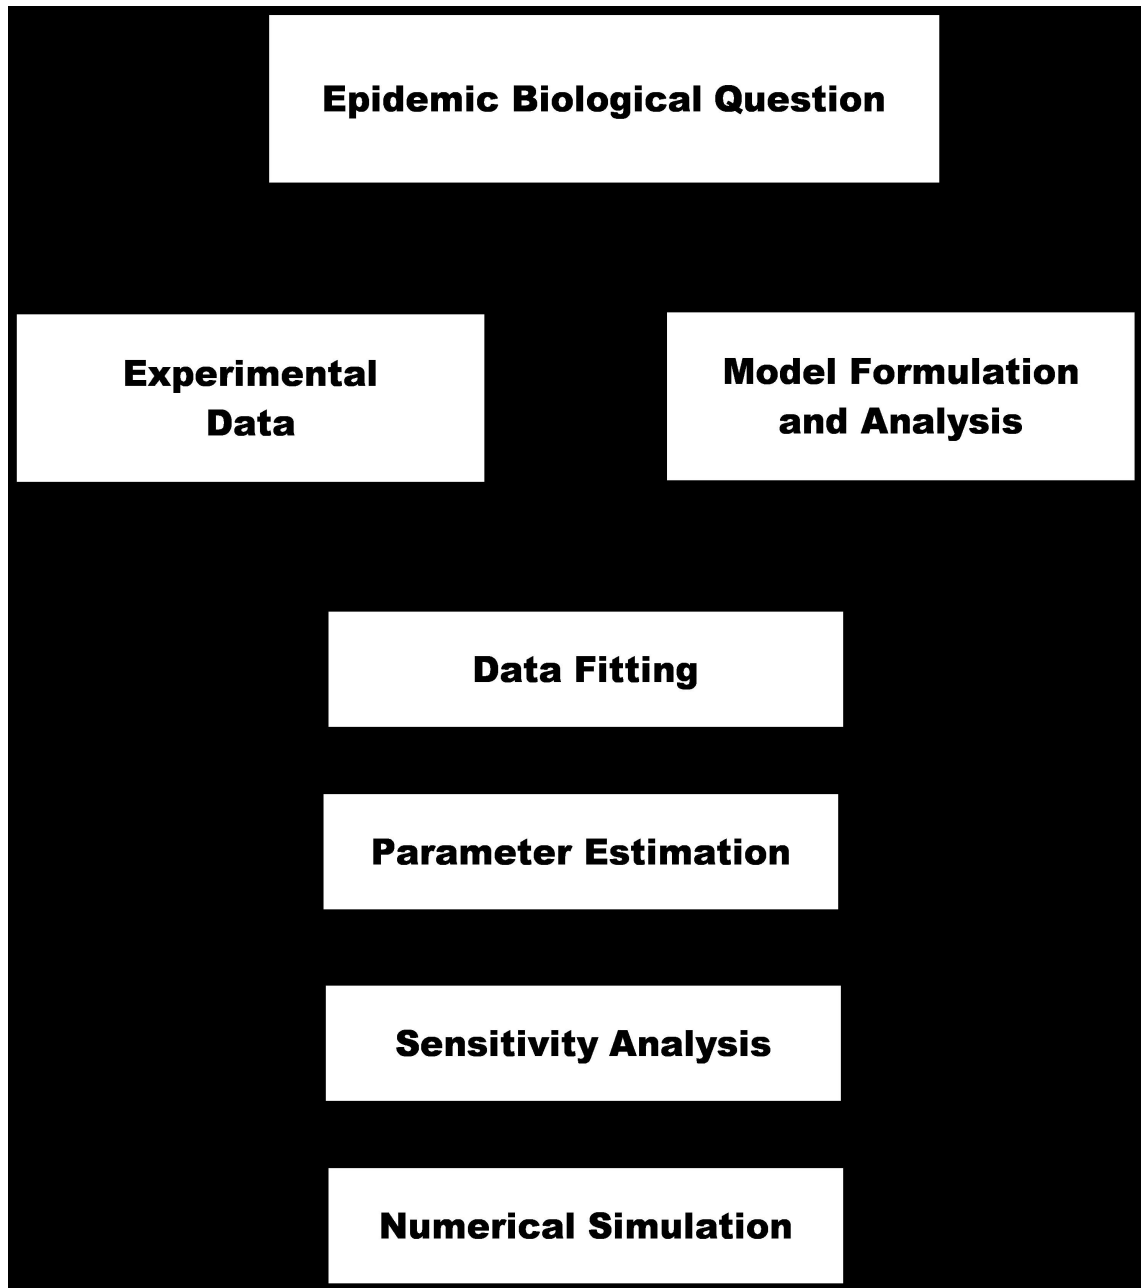 Epidemic Biological Question
Experimental
Data
Model Formulation
and Analysis
Data Fitting
Parameter Estimation
Sensitivity Analysis
Numerical Simulation